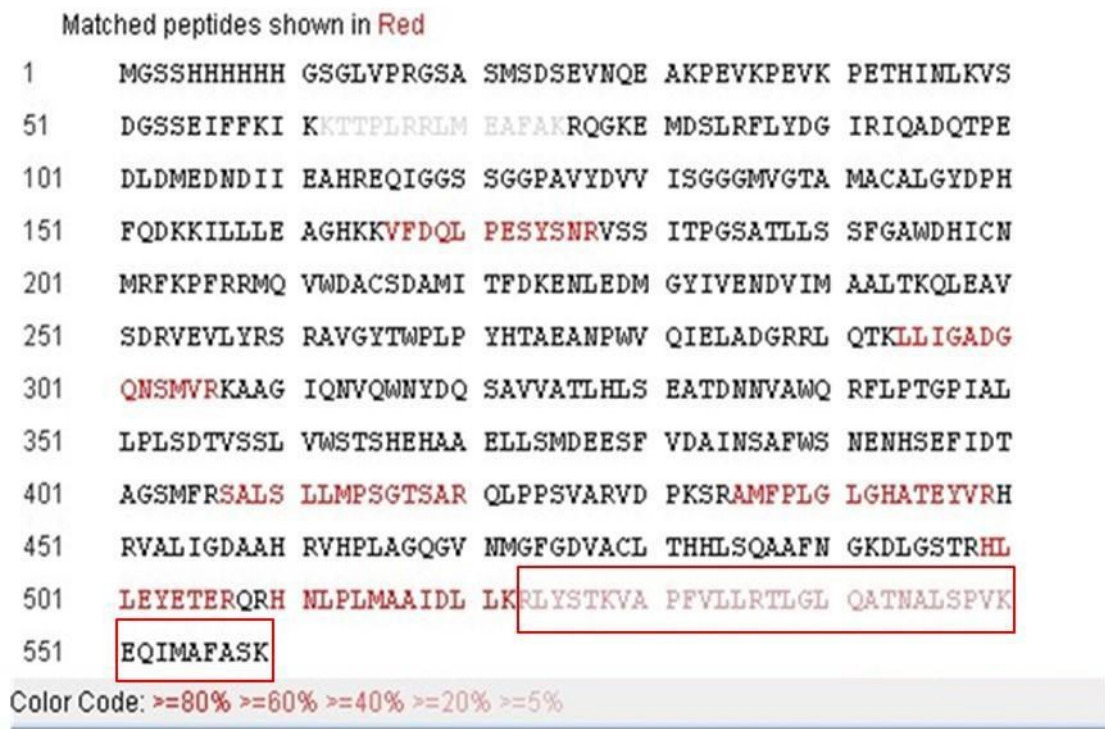 Matched peptides shown in Red
1 MGSSHHHHHH GSGLVPRGSA SMSDSEVNQE AKPEVKPEVK PETHINLKVS
51 DGSSEIFFKI KKTTPLRRLM EAFAKRQGKE MDSLRFLYDG IRIQADQTPE
101 DLDMEDNDII EAHREQIGGS SGGPAVYDVV ISGGGMVGTA MACALGYDPH
151 FQDKKILLLE AGHKKVFDQL PESYSNRVSS ITPGSATLLS SFGAWDHICN
201 MRFKPFRRMQ VWDACSDAMI TFDKENLEDM GYIVENDVIM AALTKQLEAV
251 SDRVEVLYRS RAVGYTWPLP YHTAEANPWV QIELADGRRL QTKLLIGADG
301 QNSMVRKAAG IQNVQWNYDQ SAVVATLHLS EATDNNVAWQ RFLPTGPIAL
351 LPLSDTVSSL VWSTSHEHAA ELLSMDEESF VDAINSAFWS NENHSEFIDT
401 AGSMFRSALS LLMPSGTSAR QLPPSVARVD PKSRAMFPLG LGHATEYVRH
451 RVALIGDAAH RVHPLAGQGV NMGFGDVACL THHLSQAAFN GKDLGSTRHL
501 LEYETERQRH NLPLMAAIDL LKRLYSTKVA PFVLLRTLGL QATNALSPVK
551 EQIMAFASK
Color Code: >=80% >=60% >=40% >=20% >=5%